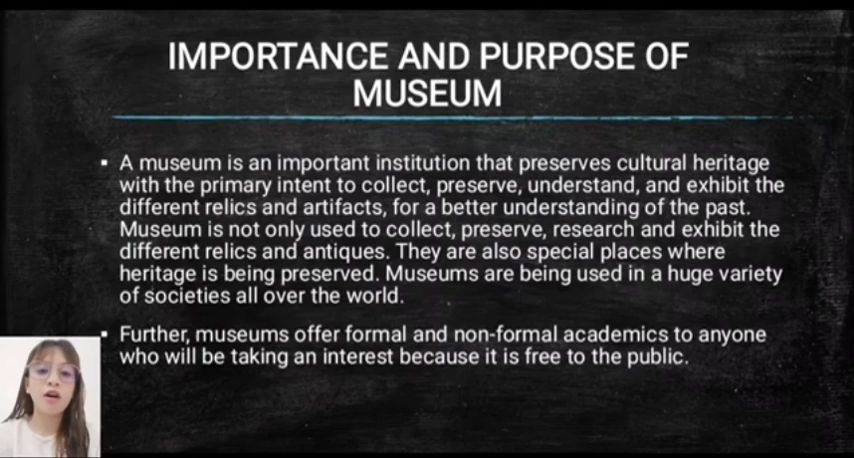 IMPORTANCE AND PURPOSE OF
MUSEUM
▪ A museum is an important institution that preserves cultural heritage
with the primary intent to collect, preserve, understand, and exhibit the
different relics and artifacts, for a better understanding of the past.
Museum is not only used to collect, preserve, research and exhibit the
different relics and antiques. They are also special places where
heritage is being preserved. Museums are being used in a huge variety
of societies all over the world.
▪ Further, museums offer formal and non-formal academics to anyone
who will be taking an interest because it is free to the public.